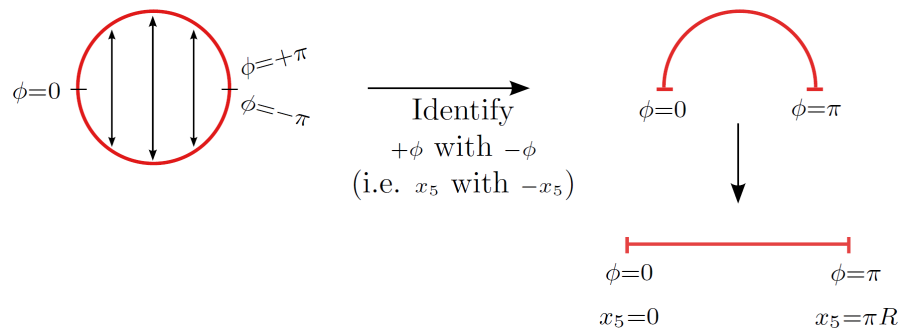 ϕ=0
ϕ=+π
ϕ=−π
Identify
+ϕ with −ϕ
(i.e. x₅ with −x₅)
ϕ=0
ϕ=π
ϕ=0
ϕ=π
x₅=0
x₅=πR